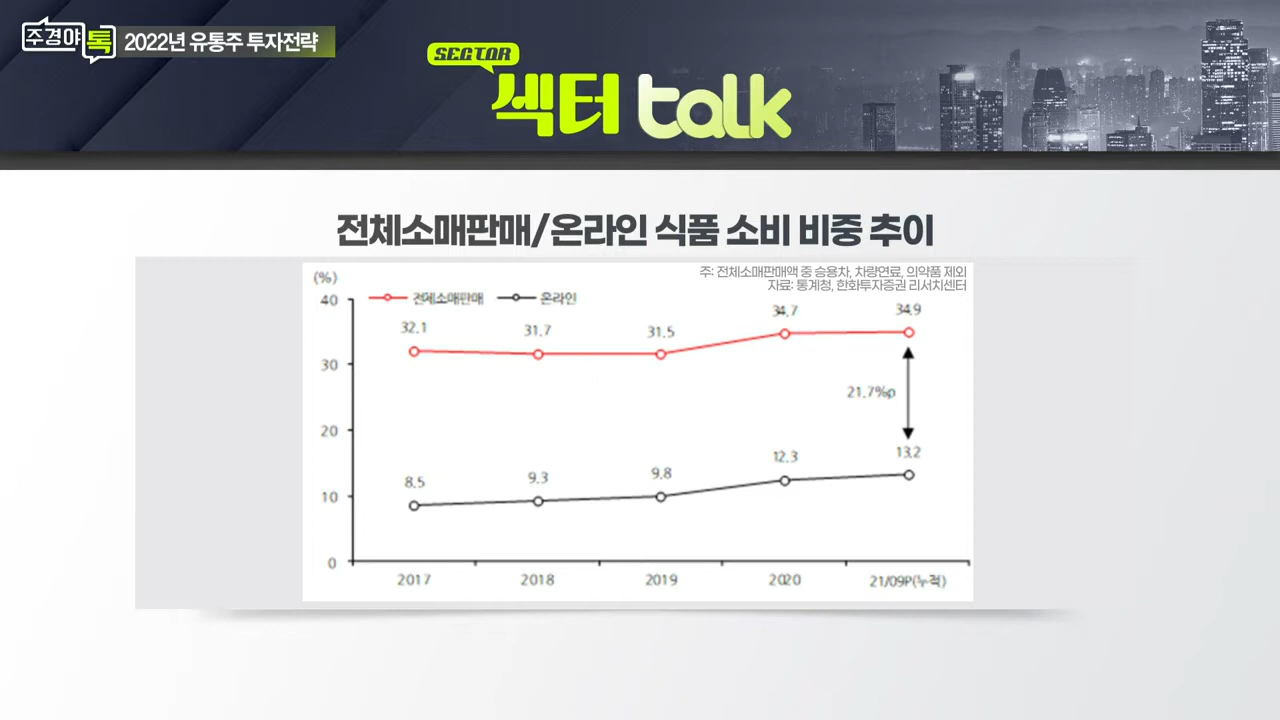 주경야톡
2022년 유통주 투자전략
SECTOR
섹터 talk
전체소매판매/온라인 식품 소비 비중 추이
주: 전체소매판매액 중 승용차, 차량연료, 의약품 제외
자료: 통계청, 한화투자증권 리서치센터
(%)
전체소매판매 온라인
40
30
20
10
0
32.1 31.7 31.5 34.7 34.9
21.7%p
8.5 9.3 9.8 12.3 13.2
2017 2018 2019 2020 21/09P(누적)